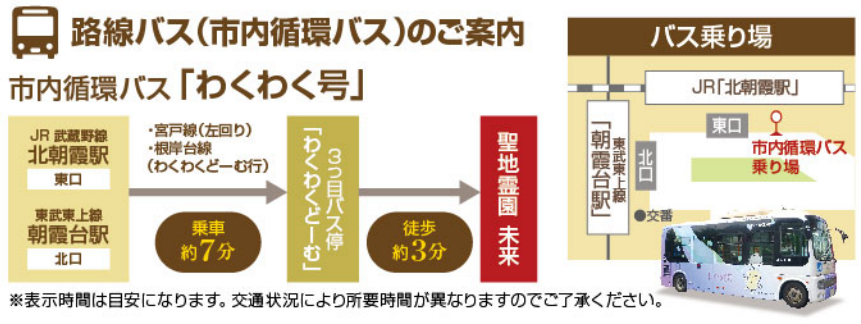 路線バス(市内循環バス)のご案内
市内循環バス「わくわく号」
JR 武蔵野線
北朝霞駅
東口
東武東上線
朝霞台駅
北口
・宮戸線(左回り)
・根岸台線
(わくわくどーむ行)
乗車
約7分
3つ目バス停
「わくわくどーむ」
徒歩
約3分
聖地霊園 未来
※表示時間は目安になります。交通状況により所要時間が異なりますのでご了承ください。
バス乗り場
JR「北朝霞駅」
東口
市内循環バス
乗り場
東武東上線
「朝霞台駅」
北口
●交番